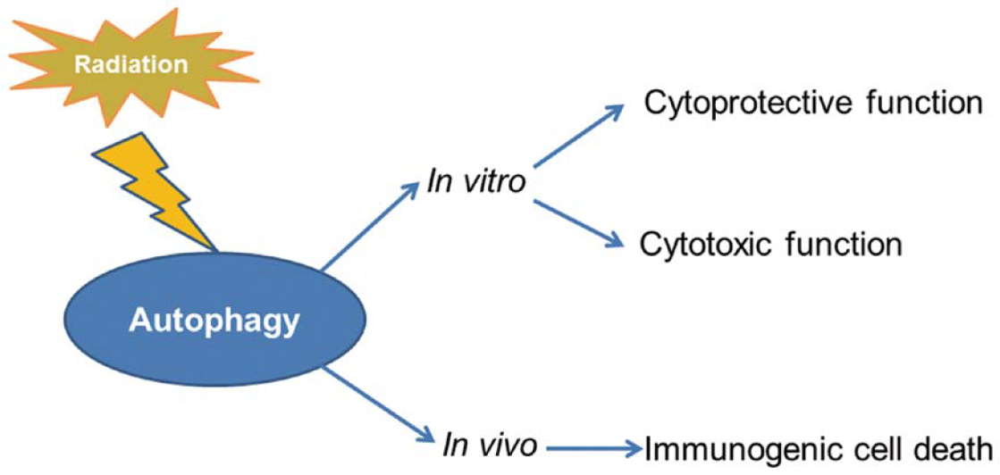 Radiation
Cytoprotective function
In vitro
Cytotoxic function
Autophagy
In vivo
Immunogenic cell death